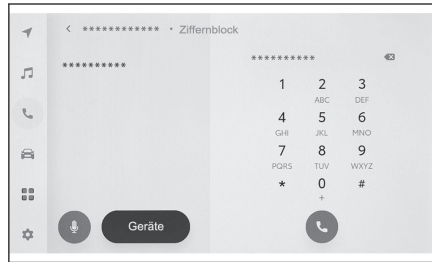 < ************ • Ziffernblock
**********
**********
1 2 3
ABC DEF
4 5 6
GHI JKL MNO
7 8 9
PQRS TUV WXYZ
* 0 #
+
Geräte